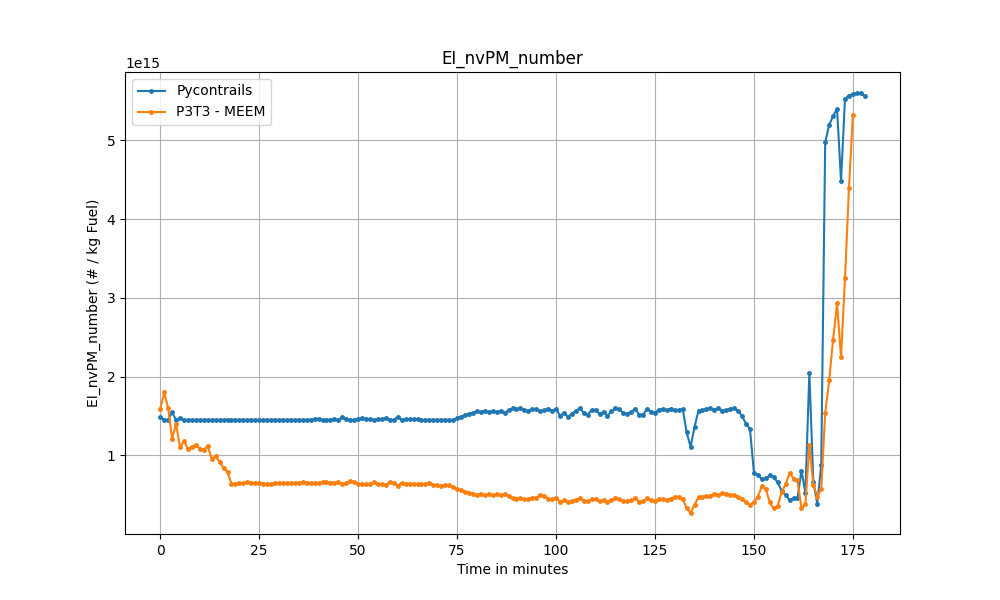 EI_nvPM_number
1e15
Pycontrails
P3T3 - MEEM
5
4
3
2
1
EI_nvPM_number (# / kg Fuel)
0 25 50 75 100 125 150 175
Time in minutes